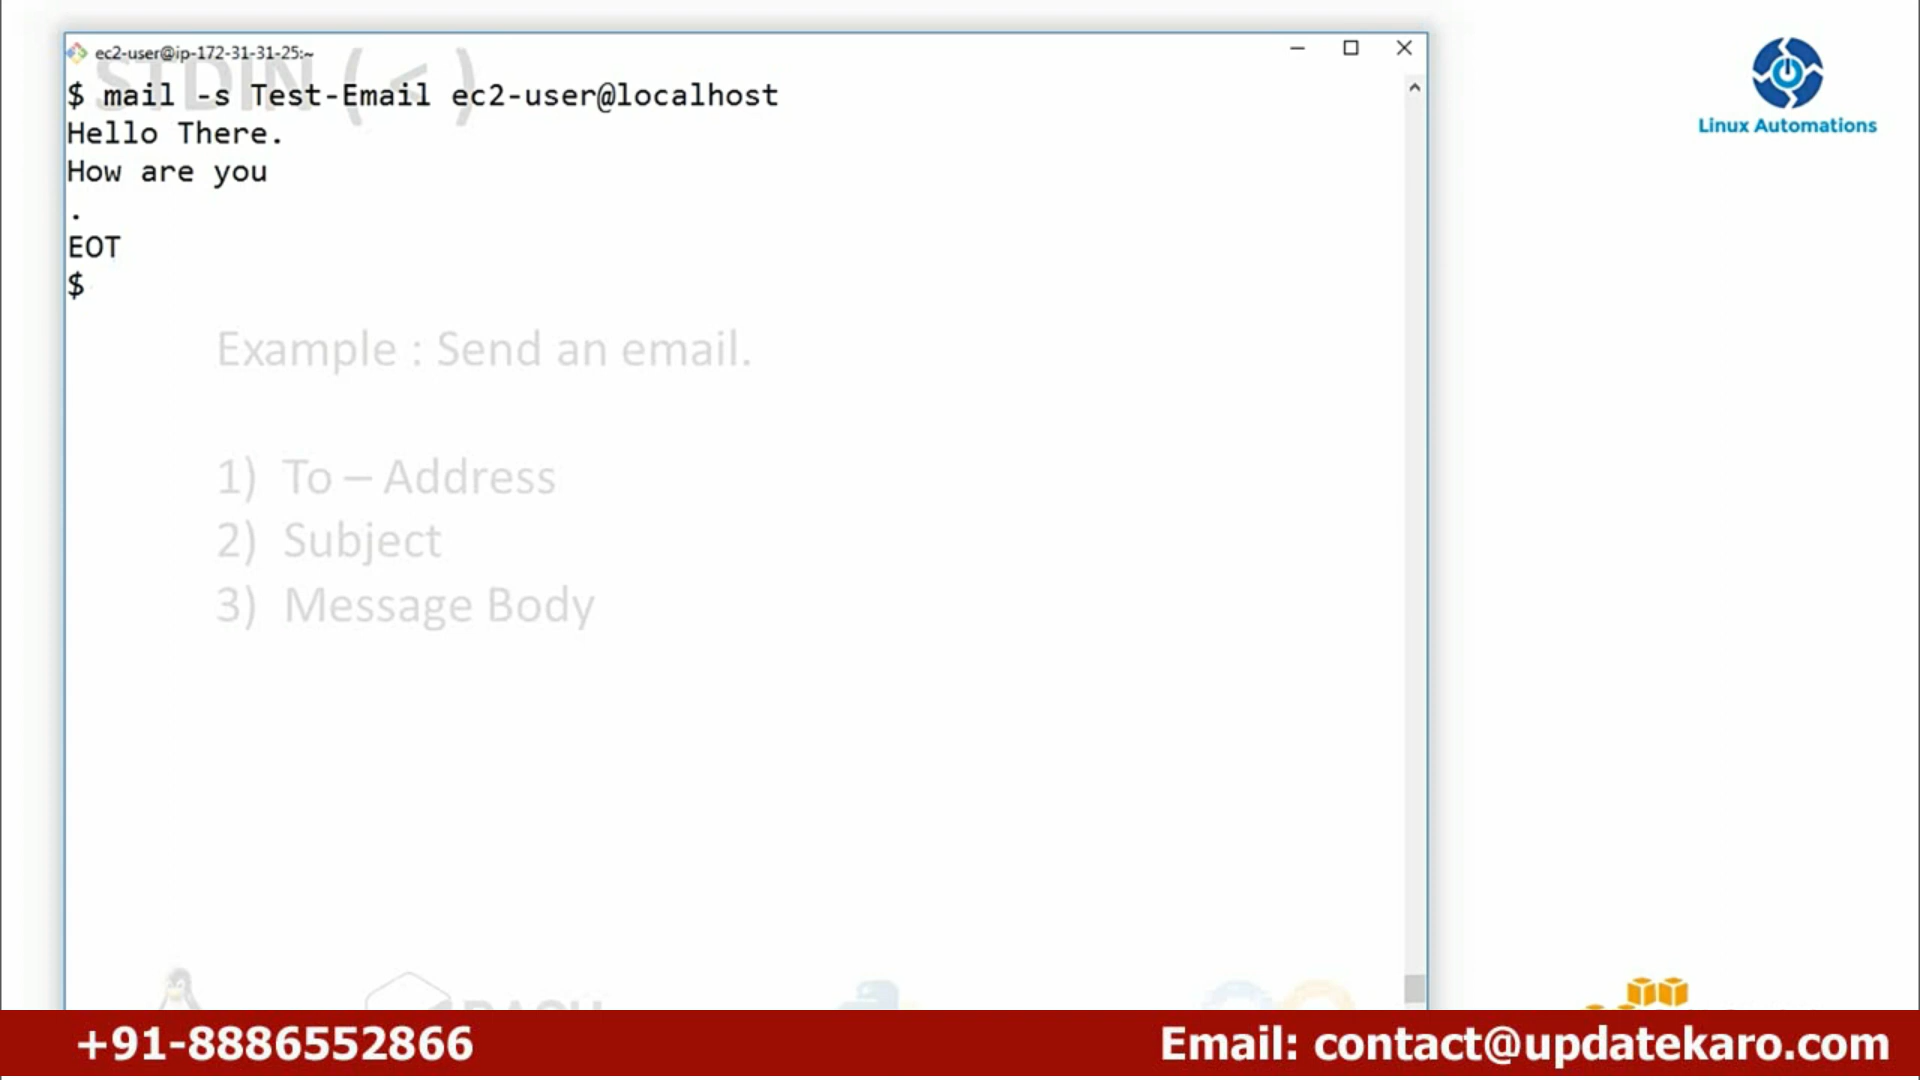 ec2-user@ip-172-31-31-25:~
STDIN ( < )
$ mail -s Test-Email ec2-user@localhost
Hello There.
How are you
.
EOT
$
Linux Automations
Example : Send an email.
1) To – Address
2) Subject
3) Message Body
BASH
+91-8886552866
Email: contact@updatekaro.com